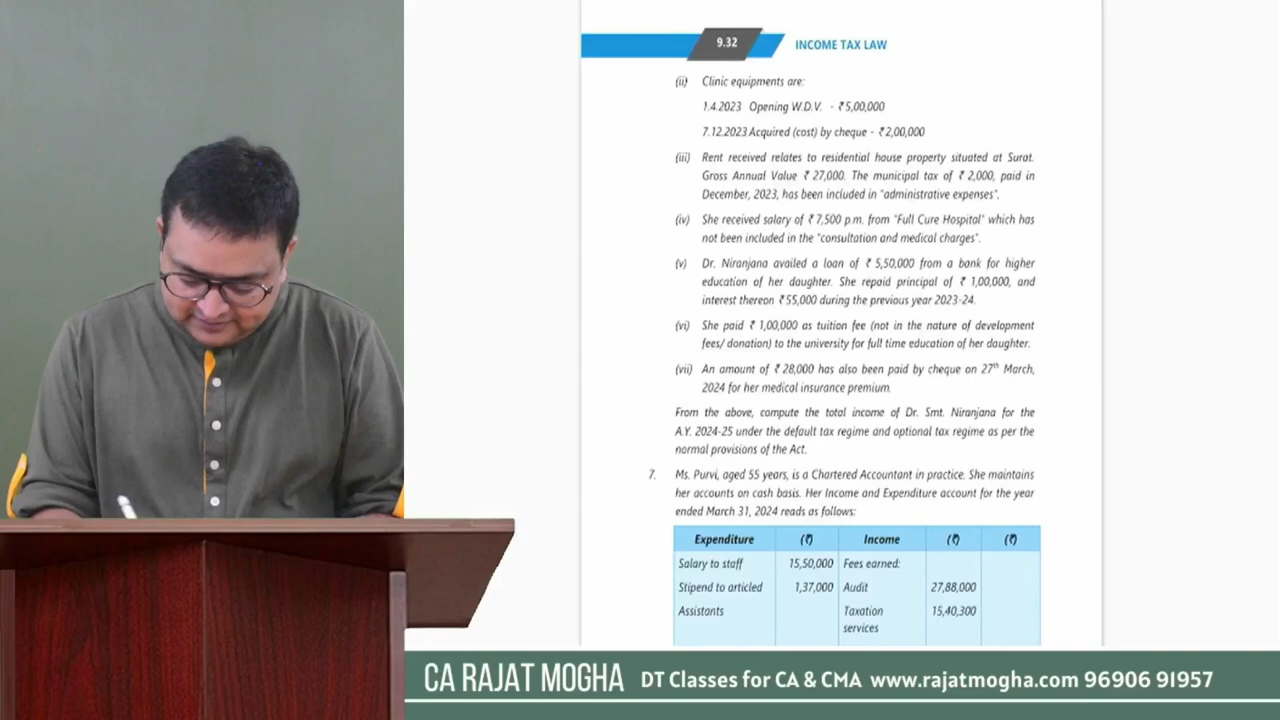 9.32
INCOME TAX LAW
(ii) Clinic equipments are:
1.4.2023 Opening W.D.V. - ₹ 5,00,000
7.12.2023 Acquired (cost) by cheque - ₹ 2,00,000
(iii) Rent received relates to residential house property situated at Surat.
Gross Annual Value ₹ 27,000. The municipal tax of ₹ 2,000, paid in
December, 2023, has been included in "administrative expenses".
(iv) She received salary of ₹ 7,500 p.m. from "Full Cure Hospital" which has
not been included in the "consultation and medical charges".
(v) Dr. Niranjana availed a loan of ₹ 5,50,000 from a bank for higher
education of her daughter. She repaid principal of ₹ 1,00,000, and
interest thereon ₹ 55,000 during the previous year 2023-24.
(vi) She paid ₹ 1,00,000 as tuition fee (not in the nature of development
fees/ donation) to the university for full time education of her daughter.
(vii) An amount of ₹ 28,000 has also been paid by cheque on 27th March,
2024 for her medical insurance premium.
From the above, compute the total income of Dr. Smt. Niranjana for the
A.Y. 2024-25 under the default tax regime and optional tax regime as per the
normal provisions of the Act.
7. Ms. Purvi, aged 55 years, is a Chartered Accountant in practice. She maintains
her accounts on cash basis. Her Income and Expenditure account for the year
ended March 31, 2024 reads as follows:
Expenditure (₹) Income (₹) (₹)
Salary to staff 15,50,000 Fees earned:
Stipend to articled 1,37,000 Audit 27,88,000
Assistants Taxation 15,40,300
services
CA RAJAT MOGHA DT Classes for CA & CMA www.rajatmogha.com 96906 91957